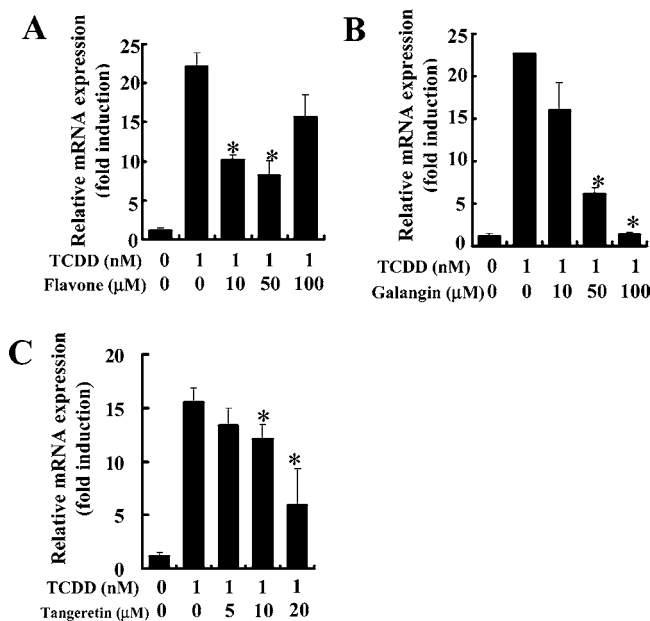 A
Relative mRNA expression
(fold induction)
25
20
15
10
5
0
* *
TCDD (nM) 0 1 1 1 1
Flavone (μM) 0 0 10 50 100
B
Relative mRNA expression
(fold induction)
25
20
15
10
5
0
* *
TCDD (nM) 0 1 1 1 1
Galangin (μM) 0 0 10 50 100
C
Relative mRNA expression
(fold induction)
20
15
10
5
0
* *
TCDD (nM) 0 1 1 1 1
Tangeretin (μM) 0 0 5 10 20